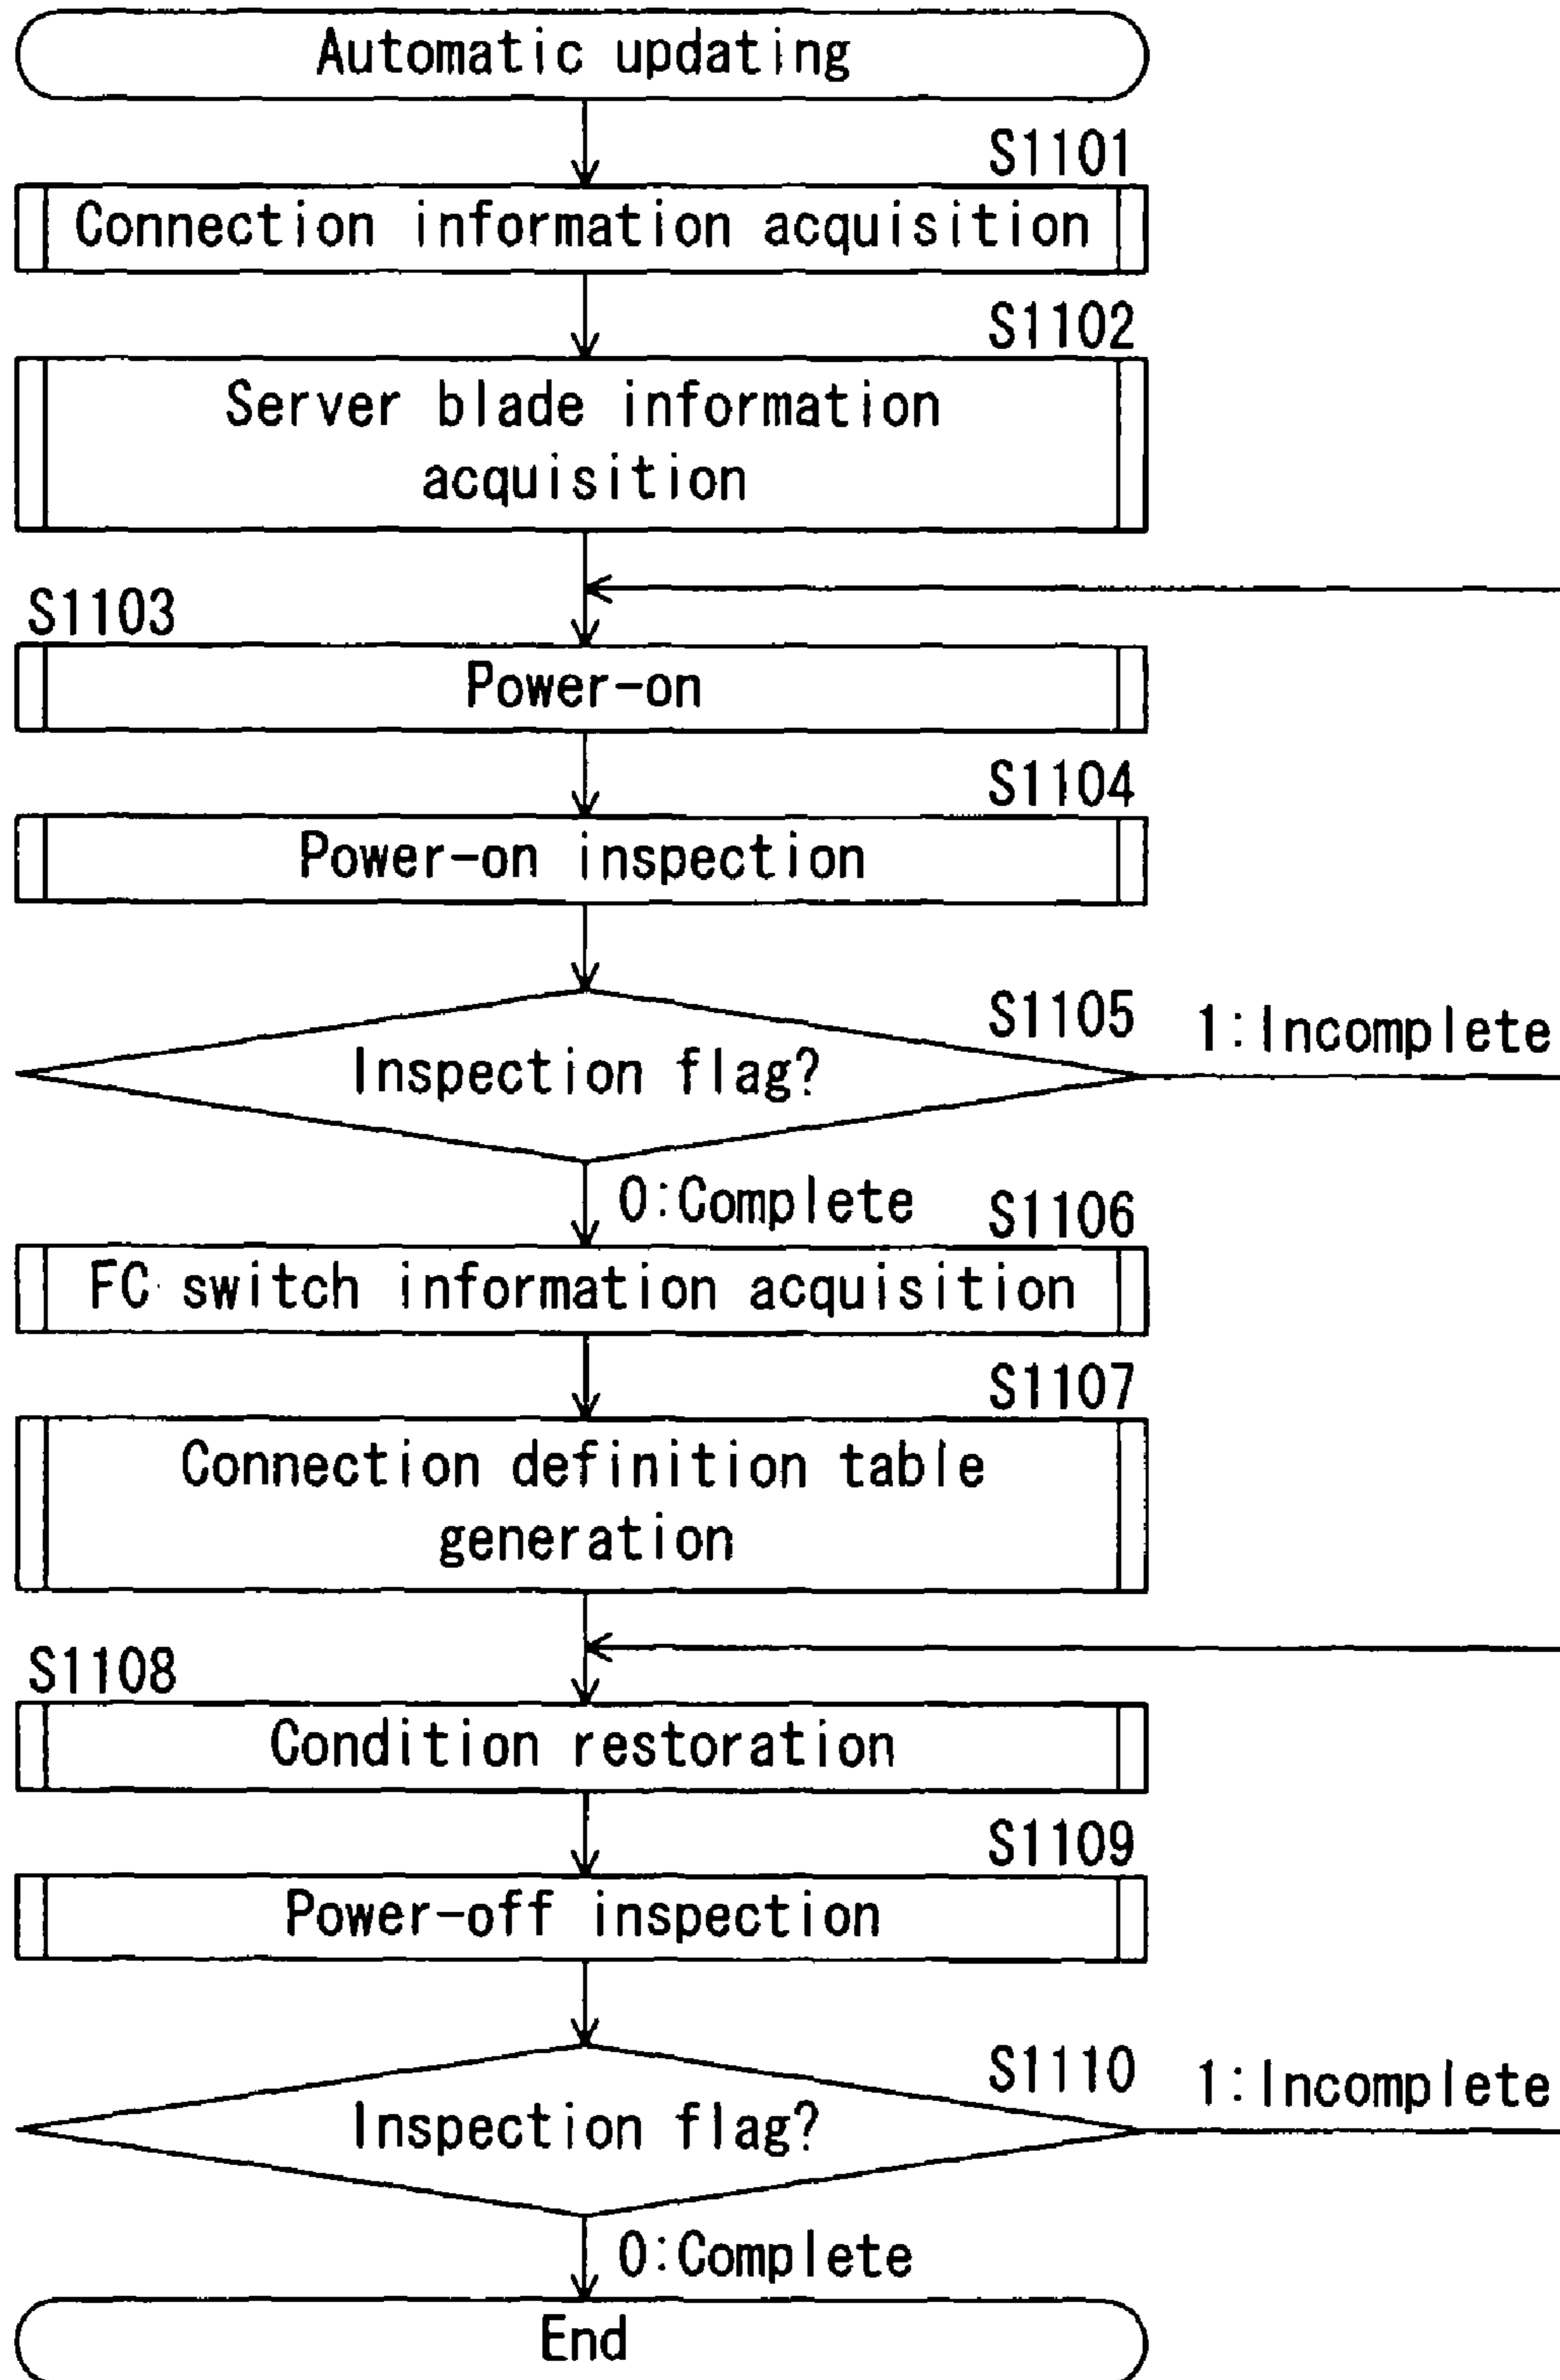 Automatic updating
S1101
Connection information acquisition
S1102
Server blade information
acquisition
S1103
Power-on
S1104
Power-on inspection
S1105
1:Incomplete
Inspection flag?
0:Complete
S1106
FC switch information acquisition
S1107
Connection definition table
generation
S1108
Condition restoration
S1109
Power-off inspection
S1110
1:Incomplete
Inspection flag?
0:Complete
End